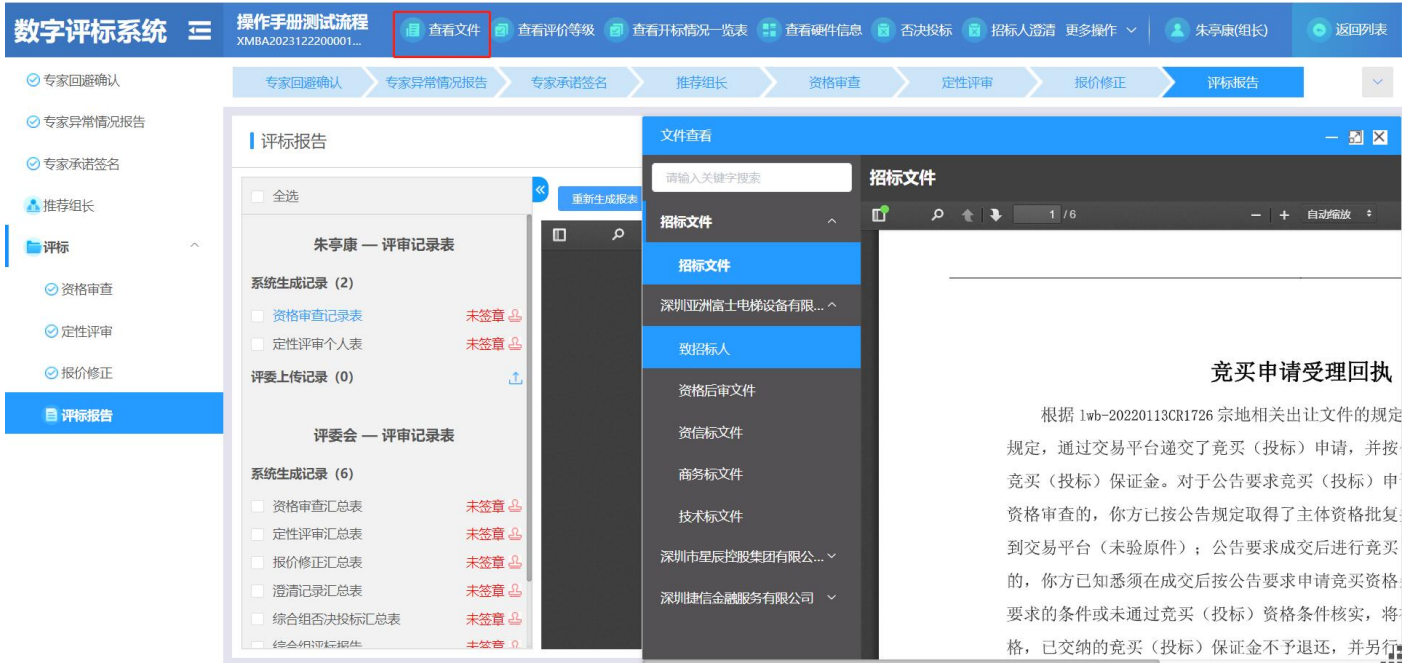 数字评标系统
操作手册测试流程
XMBA2023122200001...
查看文件
查看评价等级
查看开标情况一览表
查看硬件信息
否决投标
招标人澄清
更多操作
朱亭康(组长)
返回列表
专家回避确认
专家异常情况报告
专家承诺签名
推荐组长
评标
资格审查
定性评审
报价修正
评标报告
专家回避确认
专家异常情况报告
专家承诺签名
推荐组长
资格审查
定性评审
报价修正
评标报告
评标报告
全选
重新生成报表
朱亭康 — 评审记录表
系统生成记录（2）
资格审查记录表 未签章
定性评审个人表 未签章
评委上传记录（0）
评委会 — 评审记录表
系统生成记录（6）
资格审查汇总表 未签章
定性评审汇总表 未签章
报价修正汇总表 未签章
澄清记录汇总表 未签章
综合组否决投标汇总表 未签章
综合组评标报告 未签章
文件查看
请输入关键字搜索
招标文件
招标文件
深圳亚洲富士电梯设备有限...
致招标人
资格后审文件
资信标文件
商务标文件
技术标文件
深圳市星辰控股集团有限公...
深圳捷信金融服务有限公司
招标文件
1 /6
自动缩放
竞买申请受理回执
根据 lwb-20220113CR1726 宗地相关出让文件的规定
规定，通过交易平台递交了竞买（投标）申请，并按
竞买（投标）保证金。对于公告要求竞买（投标）申
资格审查的，你方已按公告规定取得了主体资格批复
到交易平台（未验原件）；公告要求成交后进行竞买
的，你方已知悉须在成交后按公告要求申请竞买资格
要求的条件或未通过竞买（投标）资格条件核实，将
格，已交纳的竞买（投标）保证金不予退还，并另行